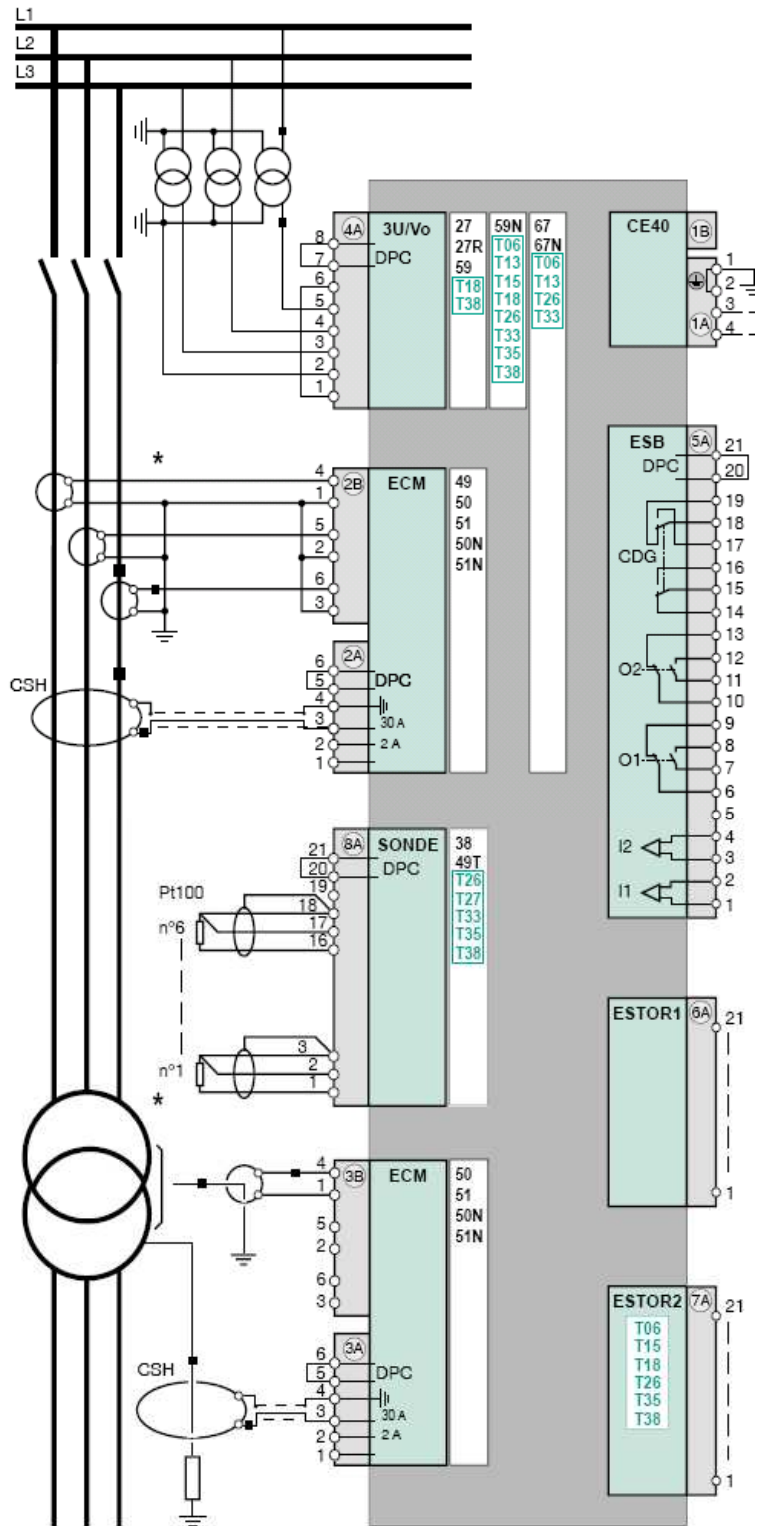 L1
L2
L3
4A 3U/Vo
8
7 DPC
6
5
4
3
2
1
27
27R
59
T18
T38
59N
T06
T13
T15
T18
T26
T33
T35
T38
67
67N
T06
T13
T26
T33
CE40 1B
1
2
3
1A 4
*
2B ECM
4
1
5
2
6
3
49
50
51
50N
51N
CSH
2A
6
5 DPC
4
3 30 A
2 2 A
1
ESB 5A
21
DPC 20
19
18
CDG 17
16
15
14
13
12
O2 11
10
9
8
O1 7
6
5
I2 4
3
I1 2
1
8A SONDE
21
20 DPC
19
Pt100 18
n°6 17
16
3
n°1 2
1
38
49T
T26
T27
T33
T35
T38
*
ESTOR1 6A 21
1
3B ECM
4
1
5
2
6
3
50
51
50N
51N
CSH
3A
6
5 DPC
4
3 30 A
2 2 A
1
ESTOR2 7A 21
T06
T15
T18
T26
T35
T38
1